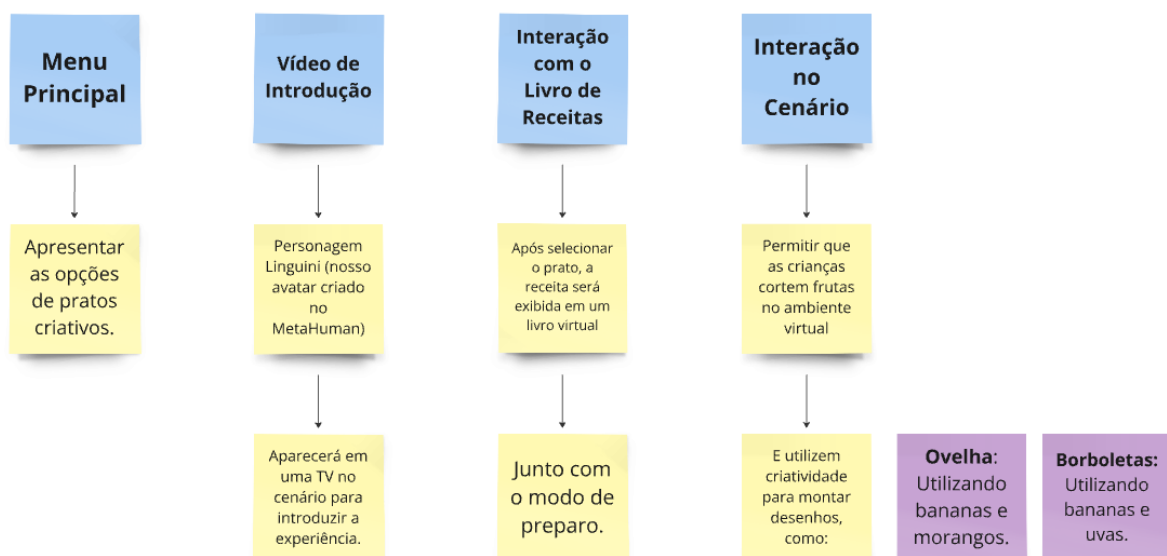 Menu
Principal
Vídeo de
Introdução
Interação
com o
Livro de
Receitas
Interação
no
Cenário
Apresentar
as opções
de pratos
criativos.
Personagem
Linguini (nosso
avatar criado
no
MetaHuman)
Após selecionar
o prato, a
receita será
exibida em um
livro virtual
Permitir que
as crianças
cortem frutas
no ambiente
virtual
Aparecerá em
uma TV no
cenário para
introduzir a
experiência.
Junto com
o modo de
preparo.
E utilizem
criatividade
para montar
desenhos,
como:
Ovelha:
Utilizando
bananas e
morangos.
Borboletas:
Utilizando
bananas e
uvas.